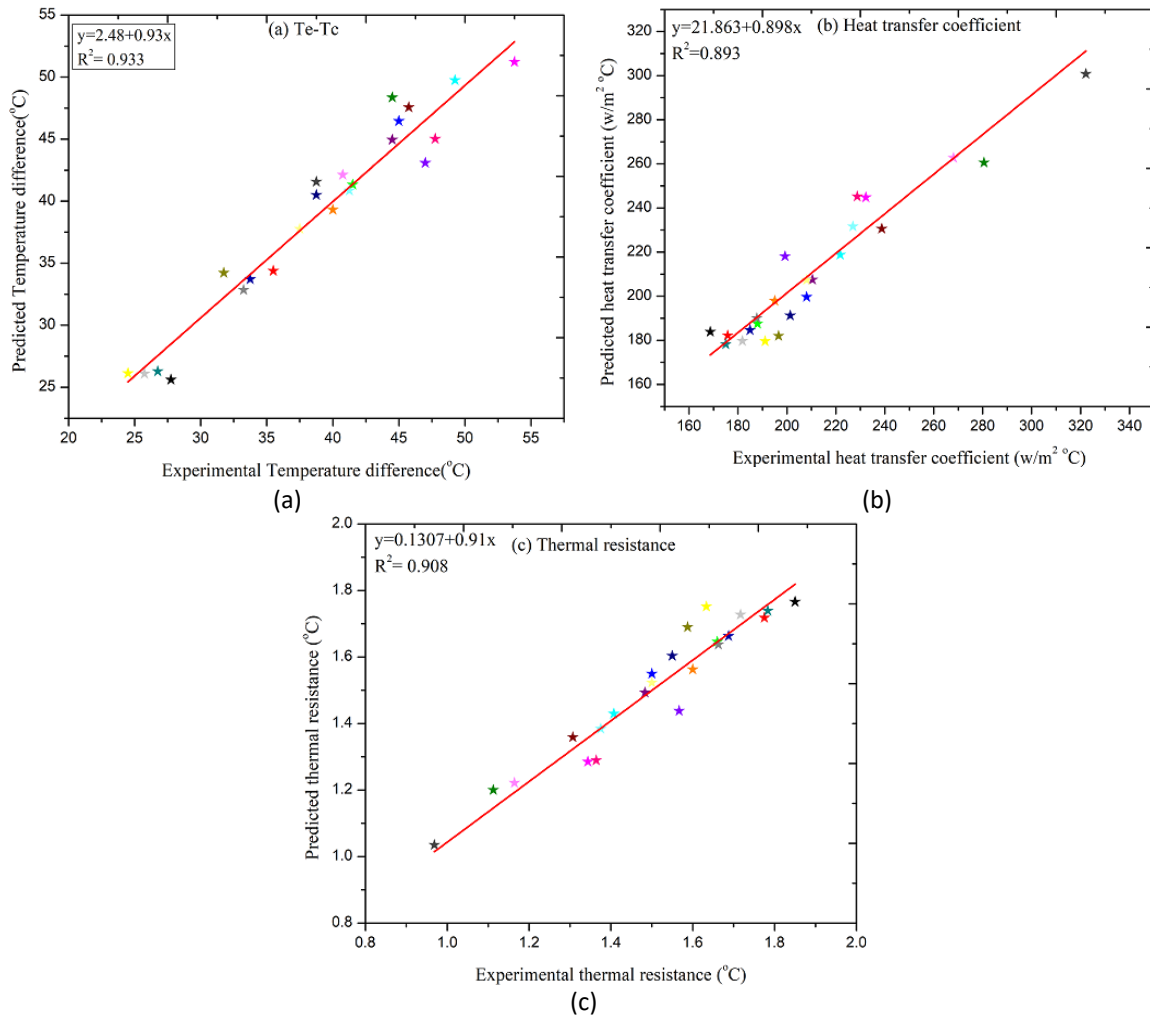 y=2.48+0.93x
R²= 0.933
(a) Te-Tc
55
50
45
40
35
30
25
Predicted Temperature difference(°C)
20 25 30 35 40 45 50 55
Experimental Temperature difference(°C)
(a)
y=21.863+0.898x
R²=0.893
(b) Heat transfer coefficient
340
320
300
280
260
240
220
200
180
160
Predicted heat transfer coefficient (w/m² °C)
160 180 200 220 240 260 280 300 320 340
Experimental heat transfer coefficient (w/m² °C)
(b)
y=0.1307+0.91x
R²= 0.908
(c) Thermal resistance
2.0
1.8
1.6
1.4
1.2
1.0
0.8
Predicted thermal resistance (°C)
0.8 1.0 1.2 1.4 1.6 1.8 2.0
Experimental thermal resistance (°C)
(c)